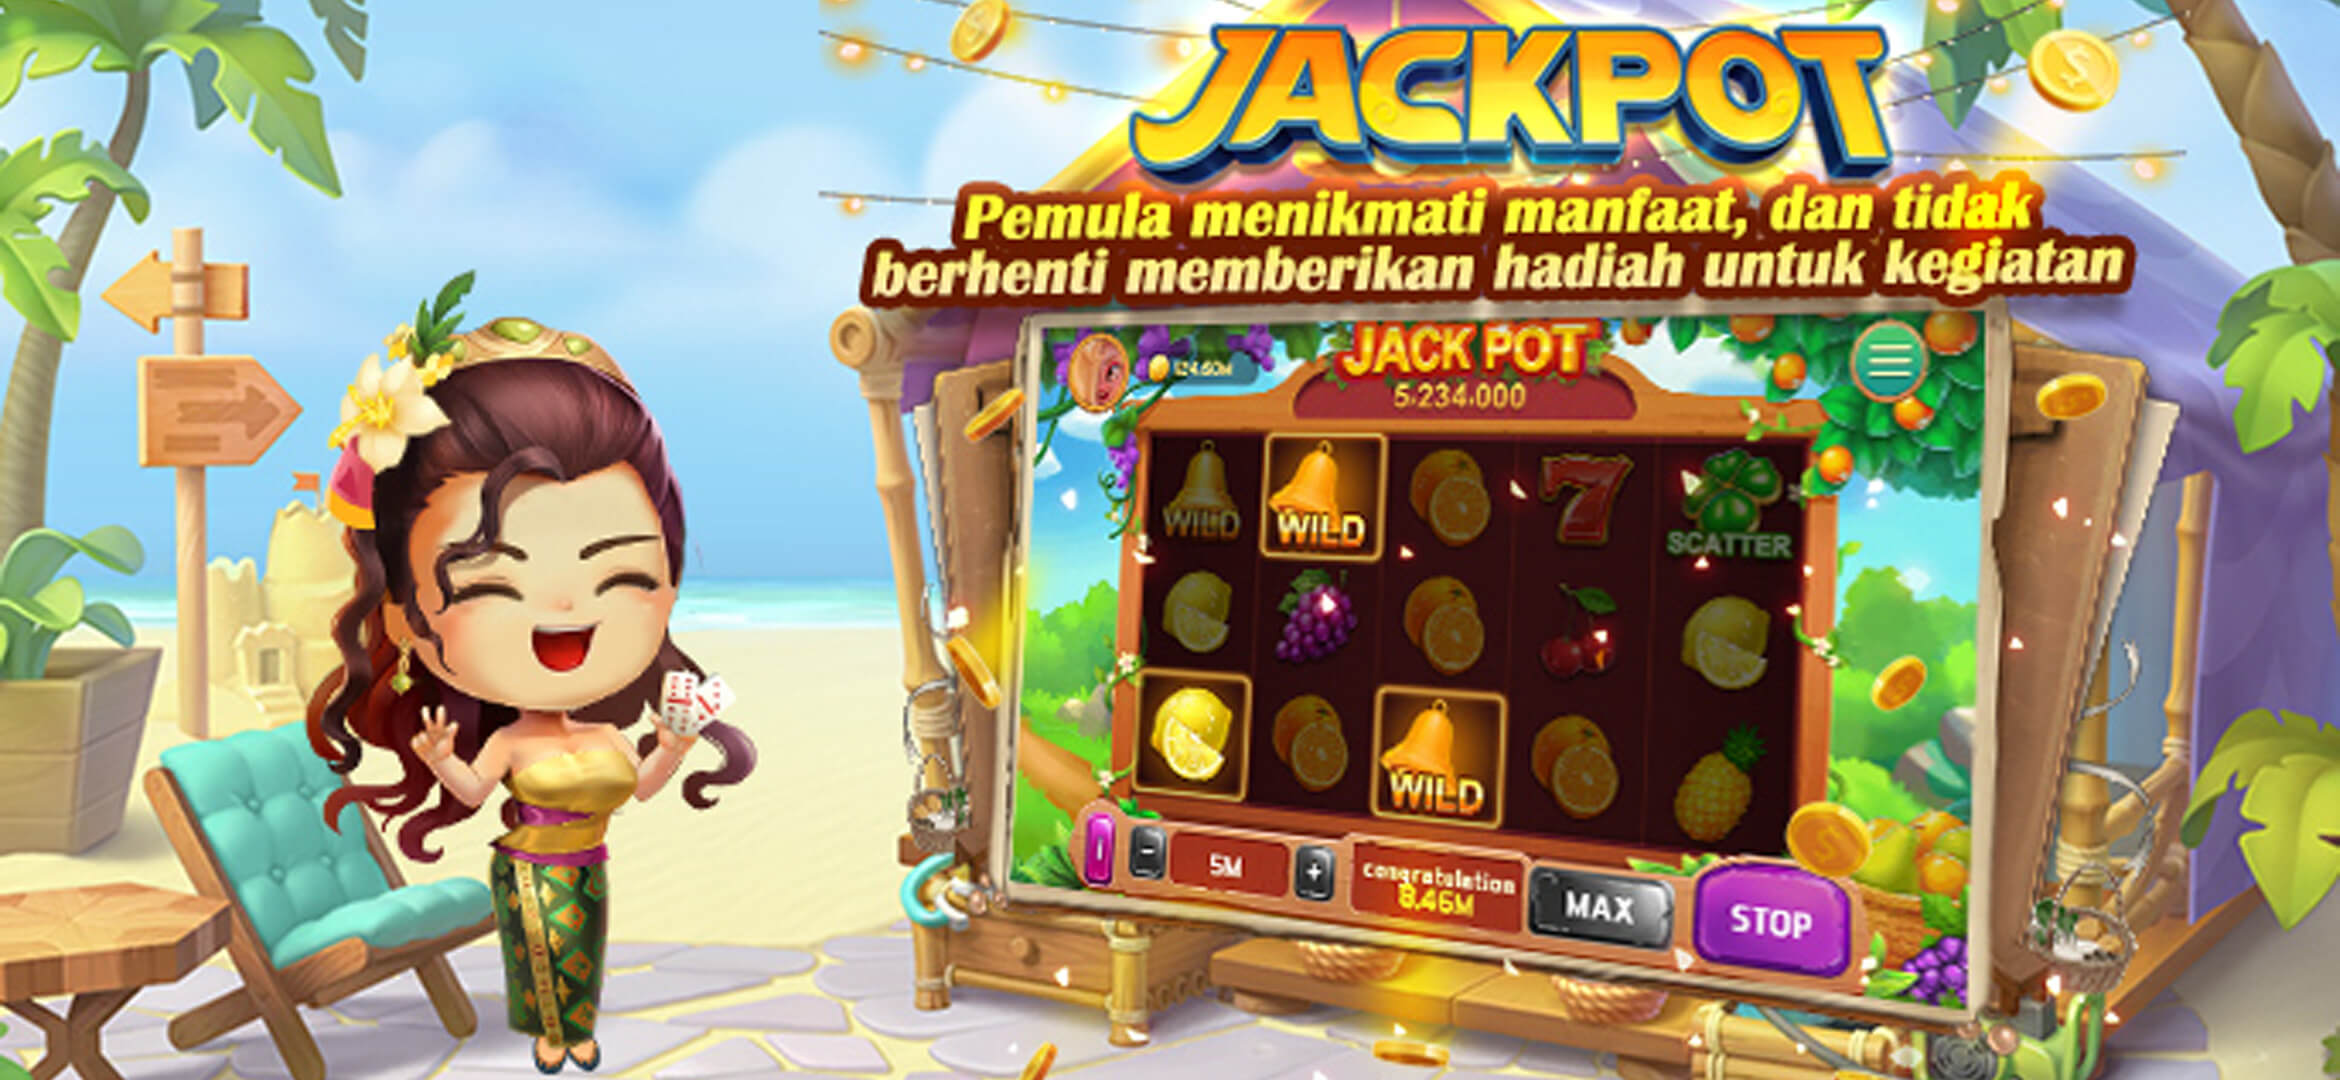 JACKPOT
Pemula menikmati manfaat, dan tidak
berhenti memberikan hadiah untuk kegiatan
JACK POT
5.234.000
WILD
WILD
7
SCATTER
WILD
-
5M
+
congratulation
8.46M
MAX
STOP